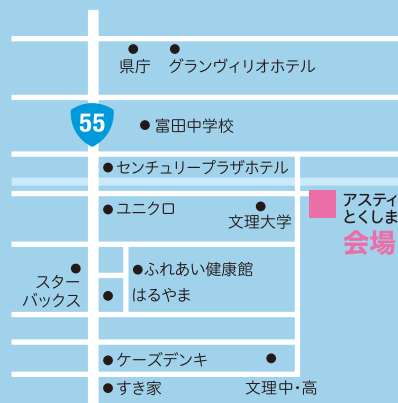 県庁
グランヴィリオホテル
55
富田中学校
センチュリープラザホテル
ユニクロ
文理大学
アスティ
とくしま
会場
ふれあい健康館
スター
バックス
はるやま
ケーズデンキ
すき家
文理中・高